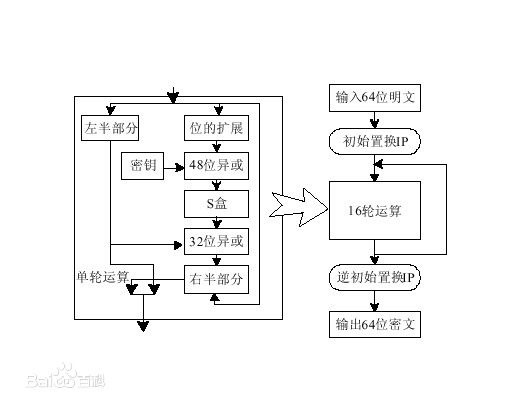 输入64位明文
左半部分
位的扩展
初始置换IP
密钥
48位异或
S盒
16轮运算
32位异或
单轮运算
右半部分
逆初始置换IP
输出64位密文
Bai百科